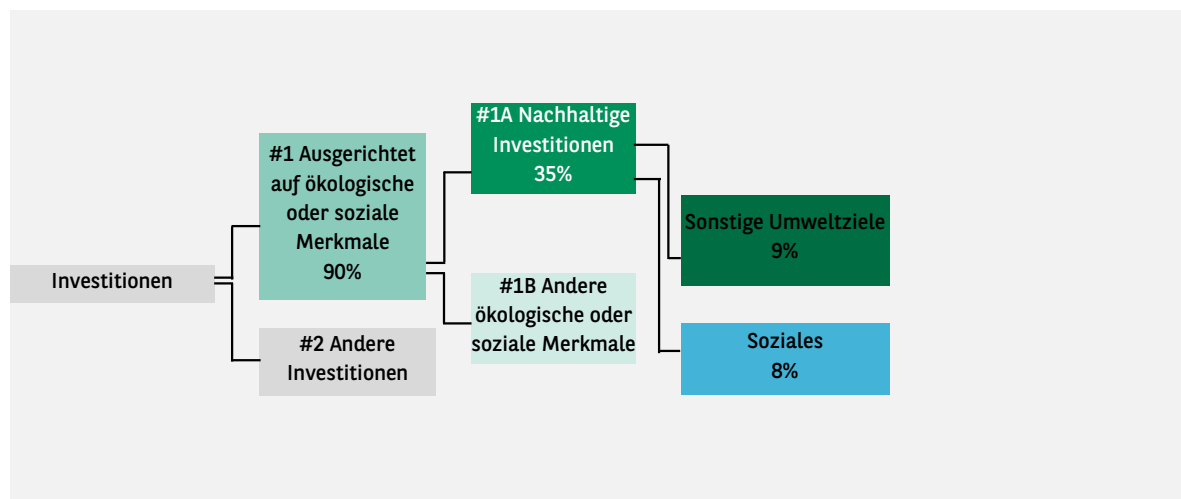 Investitionen
#1 Ausgerichtet
auf ökologische
oder soziale
Merkmale
90%
#2 Andere
Investitionen
#1A Nachhaltige
Investitionen
35%
#1B Andere
ökologische oder
soziale Merkmale
Sonstige Umweltziele
9%
Soziales
8%